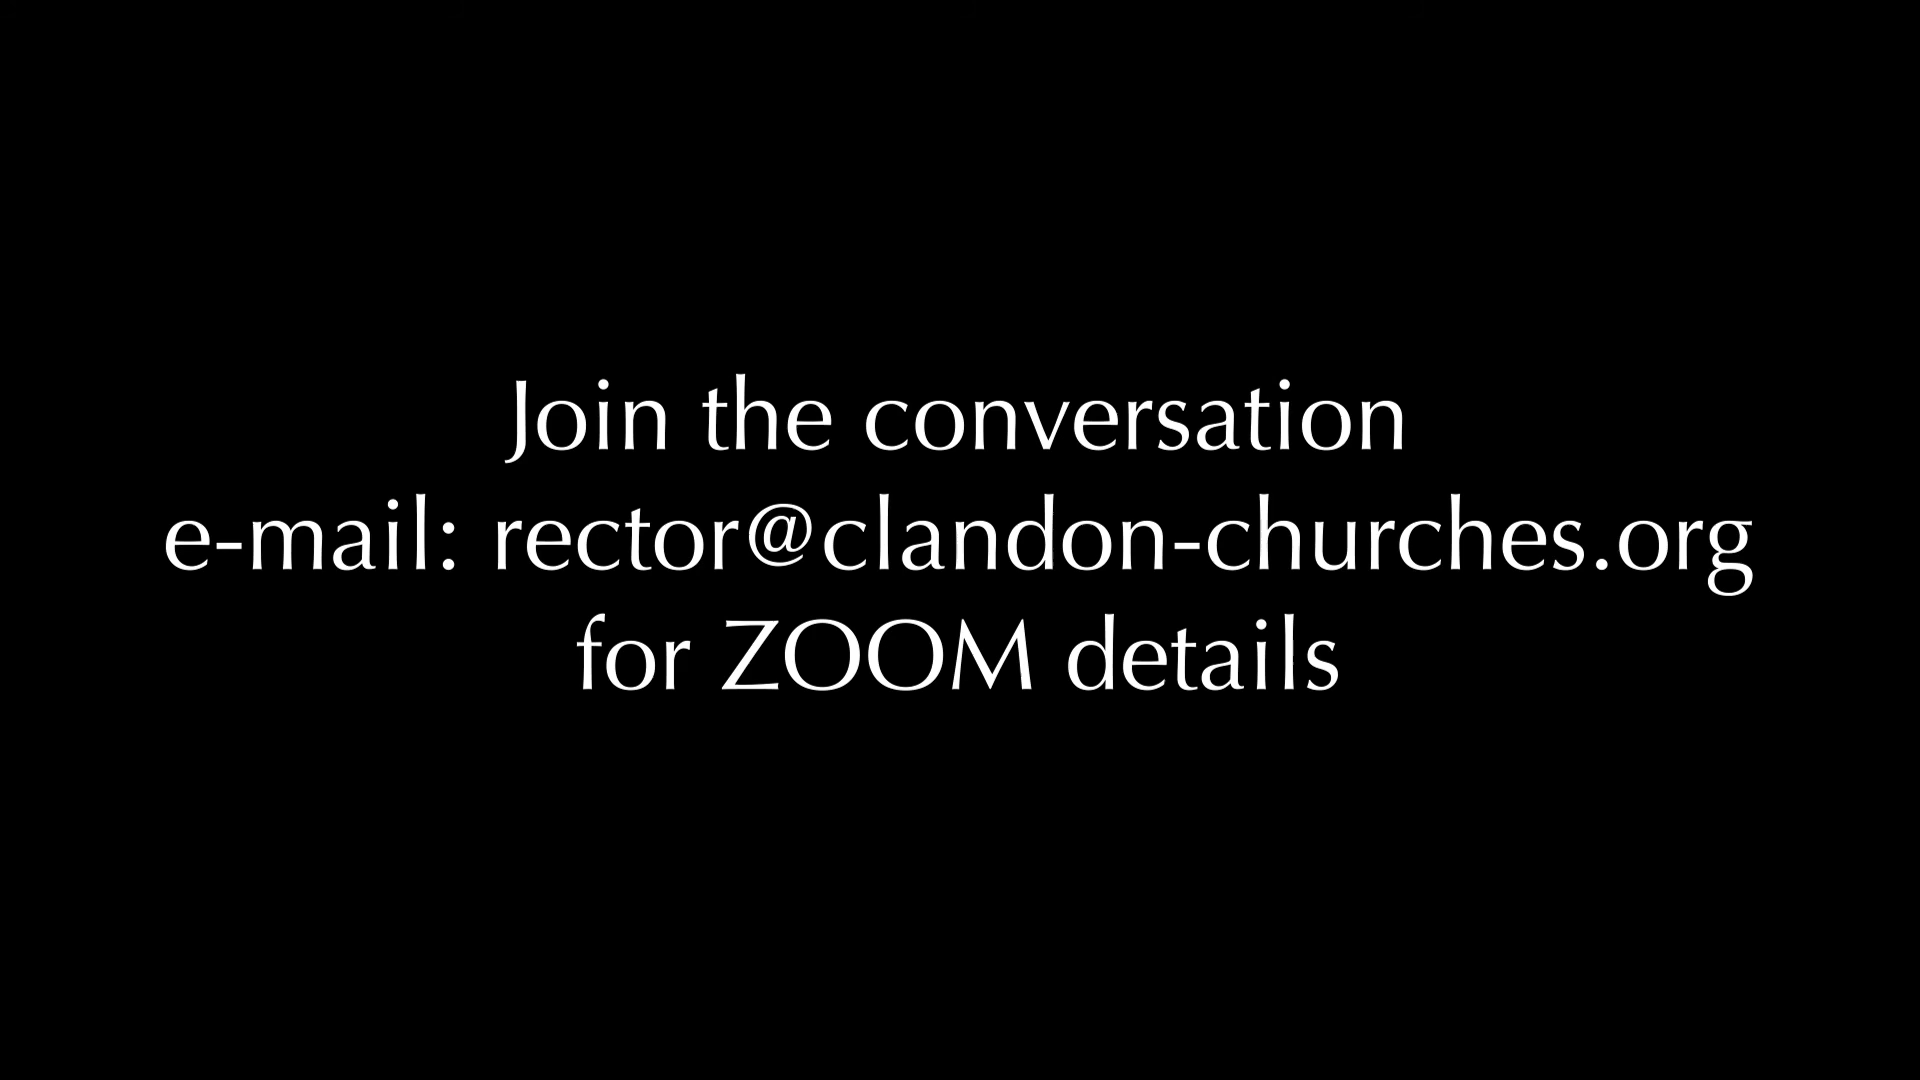 Join the conversation
e-mail: rector@clandon-churches.org
for ZOOM details